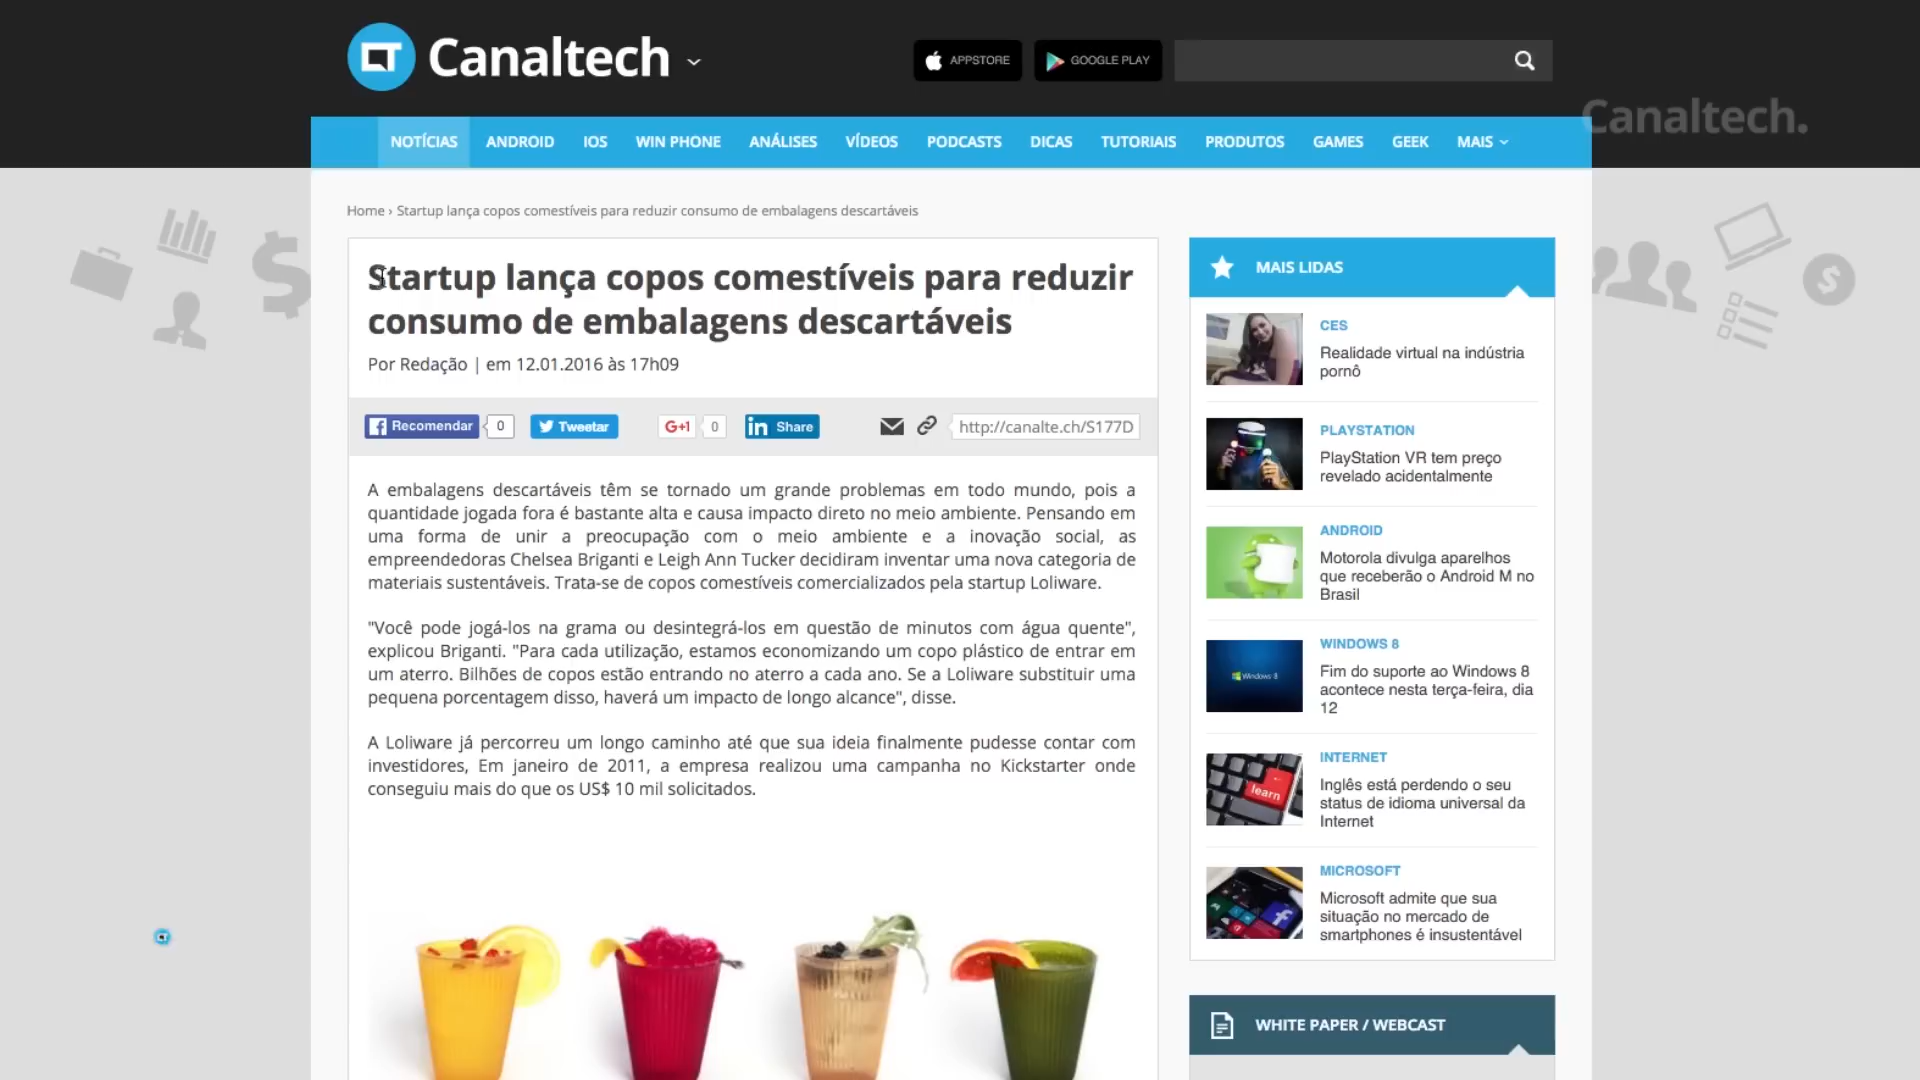 Canaltech
APPSTORE
GOOGLE PLAY
Canaltech.
NOTÍCIAS ANDROID IOS WIN PHONE ANÁLISES VÍDEOS PODCASTS DICAS TUTORIAIS PRODUTOS GAMES GEEK MAIS
Home › Startup lança copos comestíveis para reduzir consumo de embalagens descartáveis
Startup lança copos comestíveis para reduzir
consumo de embalagens descartáveis
Por Redação | em 12.01.2016 às 17h09
Recomendar 0 Tweetar G+1 0 in Share http://canalte.ch/S177D
A embalagens descartáveis têm se tornado um grande problemas em todo mundo, pois a
quantidade jogada fora é bastante alta e causa impacto direto no meio ambiente. Pensando em
uma forma de unir a preocupação com o meio ambiente e a inovação social, as
empreendedoras Chelsea Briganti e Leigh Ann Tucker decidiram inventar uma nova categoria de
materiais sustentáveis. Trata-se de copos comestíveis comercializados pela startup Loliware.
"Você pode jogá-los na grama ou desintegrá-los em questão de minutos com água quente",
explicou Briganti. "Para cada utilização, estamos economizando um copo plástico de entrar em
um aterro. Bilhões de copos estão entrando no aterro a cada ano. Se a Loliware substituir uma
pequena porcentagem disso, haverá um impacto de longo alcance", disse.
A Loliware já percorreu um longo caminho até que sua ideia finalmente pudesse contar com
investidores, Em janeiro de 2011, a empresa realizou uma campanha no Kickstarter onde
conseguiu mais do que os US$ 10 mil solicitados.
MAIS LIDAS
CES
Realidade virtual na indústria
pornô
PLAYSTATION
PlayStation VR tem preço
revelado acidentalmente
ANDROID
Motorola divulga aparelhos
que receberão o Android M no
Brasil
Windows 8
WINDOWS 8
Fim do suporte ao Windows 8
acontece nesta terça-feira, dia
12
learn
INTERNET
Inglês está perdendo o seu
status de idioma universal da
Internet
MICROSOFT
Microsoft admite que sua
situação no mercado de
smartphones é insustentável
WHITE PAPER / WEBCAST